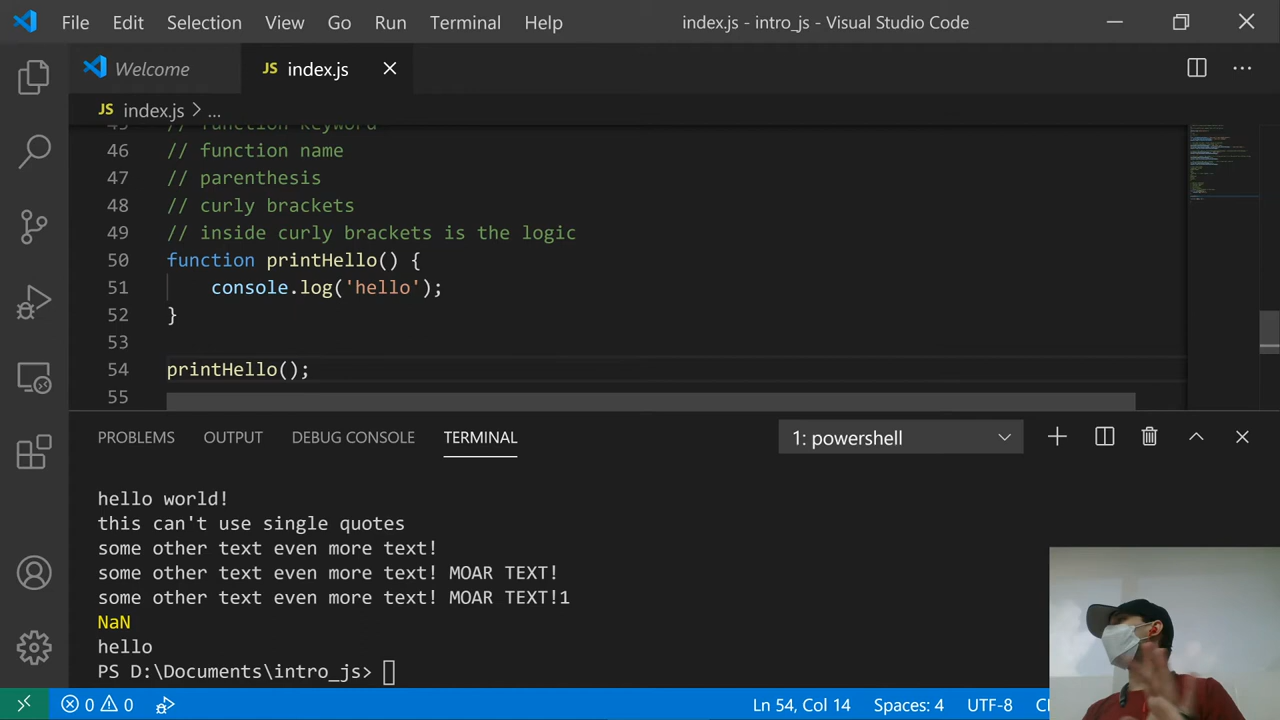 File Edit Selection View Go Run Terminal Help index.js - intro_js - Visual Studio Code
Welcome JS index.js
JS index.js > ...
45 // function keyword
46 // function name
47 // parenthesis
48 // curly brackets
49 // inside curly brackets is the logic
50 function printHello() {
51 console.log('hello');
52 }
53
54 printHello();
55
PROBLEMS OUTPUT DEBUG CONSOLE TERMINAL 1: powershell
hello world!
this can't use single quotes
some other text even more text!
some other text even more text! MOAR TEXT!
some other text even more text! MOAR TEXT!1
NaN
hello
PS D:\Documents\intro_js>
0 0 Ln 54, Col 14 Spaces: 4 UTF-8